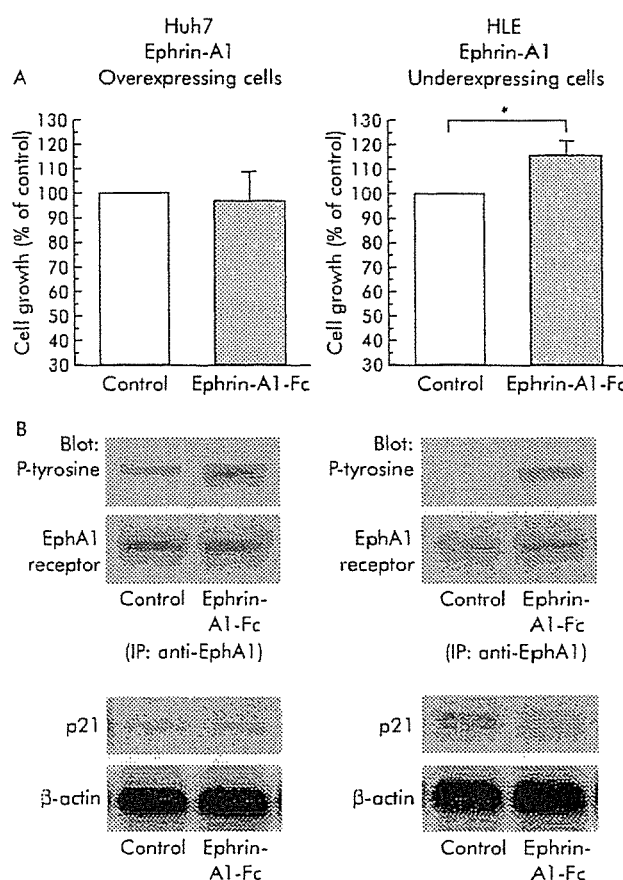 Huh7
Ephrin-A1
Overexpressing cells
HLE
Ephrin-A1
Underexpressing cells
A
130
120
110
100
90
80
70
60
50
40
30
Cell growth (% of control)
Control
Ephrin-A1-Fc
130
120
110
100
90
80
70
60
50
40
30
Cell growth (% of control)
*
Control
Ephrin-A1-Fc
B
Blot:
P-tyrosine
EphA1
receptor
Control
Ephrin-
A1-Fc
(IP: anti-EphA1)
Blot:
P-tyrosine
EphA1
receptor
Control
Ephrin-
A1-Fc
(IP: anti-EphA1)
p21
β-actin
Control
Ephrin-
A1-Fc
p21
β-actin
Control
Ephrin-
A1-Fc